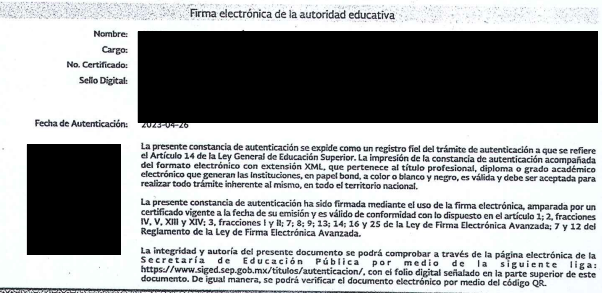 Firma electrónica de la autoridad educativa
Nombre:
Cargo:
No. Certificado:
Sello Digital:
Fecha de Autenticación: 2023-04-26
La presente constancia de autenticación se expide como un registro fiel del trámite de autenticación a que se refiere
el Artículo 14 de la Ley General de Educación Superior. La impresión de la constancia de autenticación acompañada
del formato electrónico con extensión XML, que pertenece al título profesional, diploma o grado académico
electrónico que generan las Instituciones, en papel bond, a color o blanco y negro, es válida y debe ser aceptada para
realizar todo trámite inherente al mismo, en todo el territorio nacional.
La presente constancia de autenticación ha sido firmada mediante el uso de la firma electrónica, amparada por un
certificado vigente a la fecha de su emisión y es válido de conformidad con lo dispuesto en el artículo 1; 2, fracciones
IV, V, XIII y XIV; 3, fracciones I y II; 7; 8; 9; 13; 14; 16 y 25 de la Ley de Firma Electrónica Avanzada; 7 y 12 del
Reglamento de la Ley de Firma Electrónica Avanzada.
La integridad y autoría del presente documento se podrá comprobar a través de la página electrónica de la
Secretaría de Educación Pública por medio de la siguiente liga:
https://www.siged.sep.gob.mx/titulos/autenticacion/, con el folio digital señalado en la parte superior de este
documento. De igual manera, se podrá verificar el documento electrónico por medio del código QR.